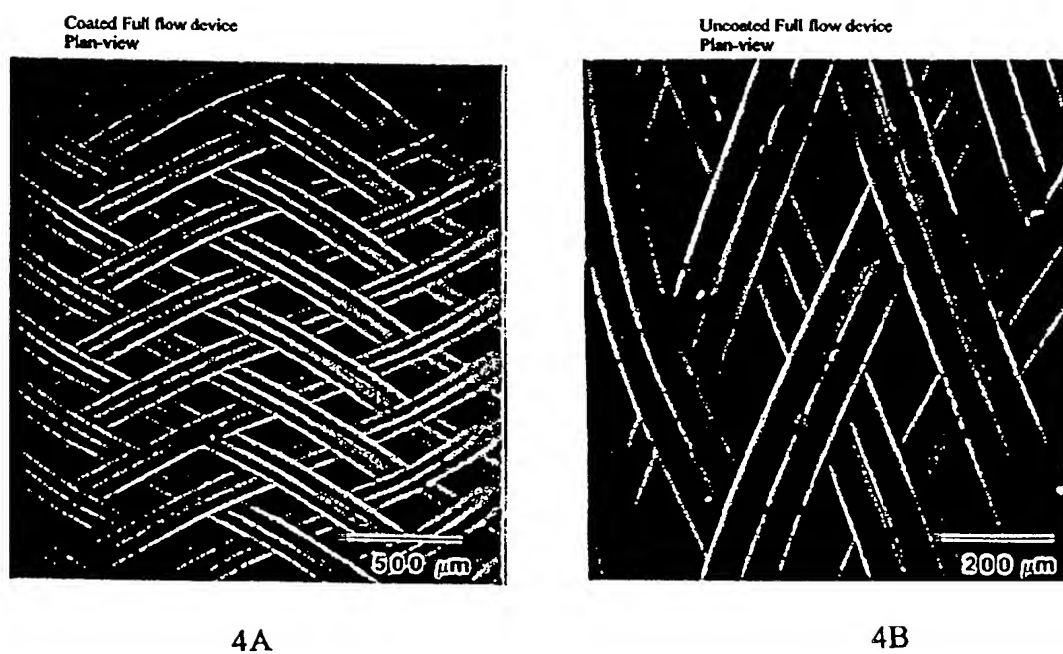 Coated Full flow device
Plan-view
Uncoated Full flow device
Plan-view
500 μm
200 μm
4A
4B